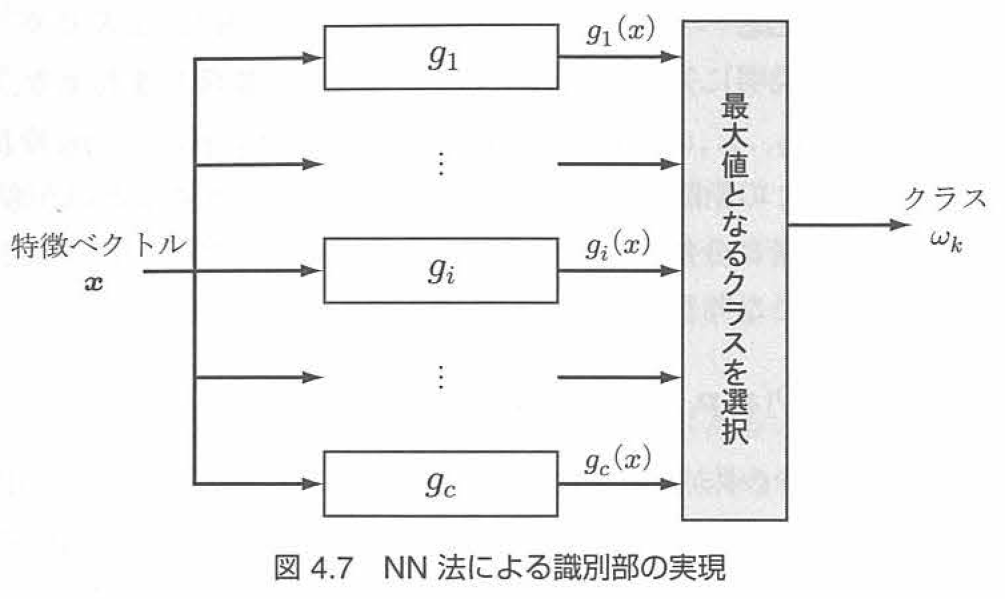 g₁
g₁(x)
⋮
特徴ベクトル
x
gᵢ
gᵢ(x)
⋮
g_c
g_c(x)
最大値となるクラスを選択
クラス
ωₖ
図 4.7 NN 法による識別部の実現